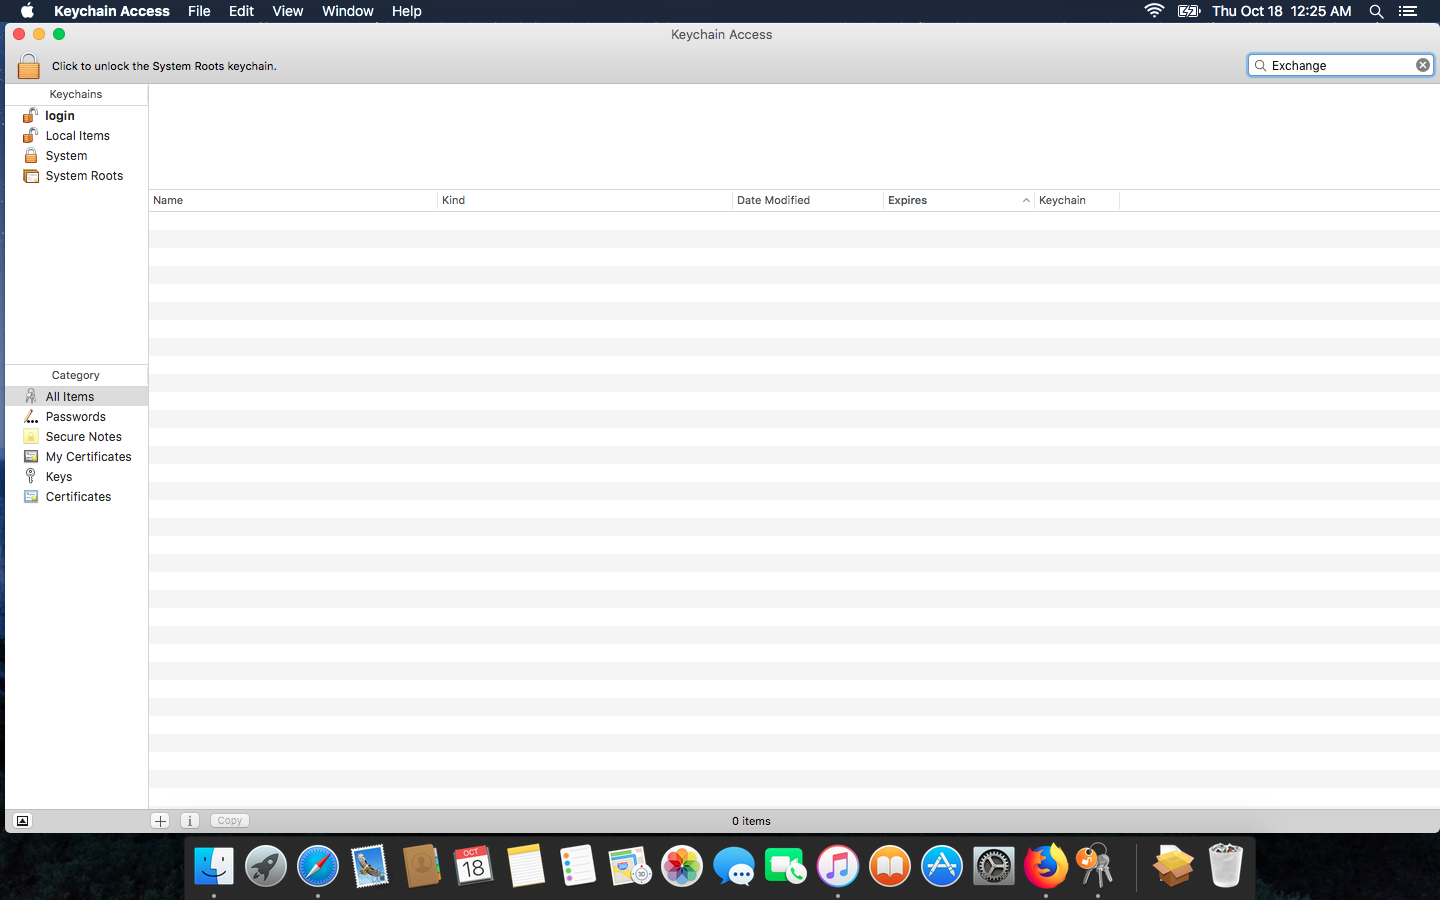 Keychain Access File Edit View Window Help Thu Oct 18 12:25 AM
Keychain Access
Click to unlock the System Roots keychain.
Exchange
Keychains
login
Local Items
System
System Roots
Name Kind Date Modified Expires Keychain
Category
All Items
Passwords
Secure Notes
My Certificates
Keys
Certificates
Copy
0 items
OCT
18
3D